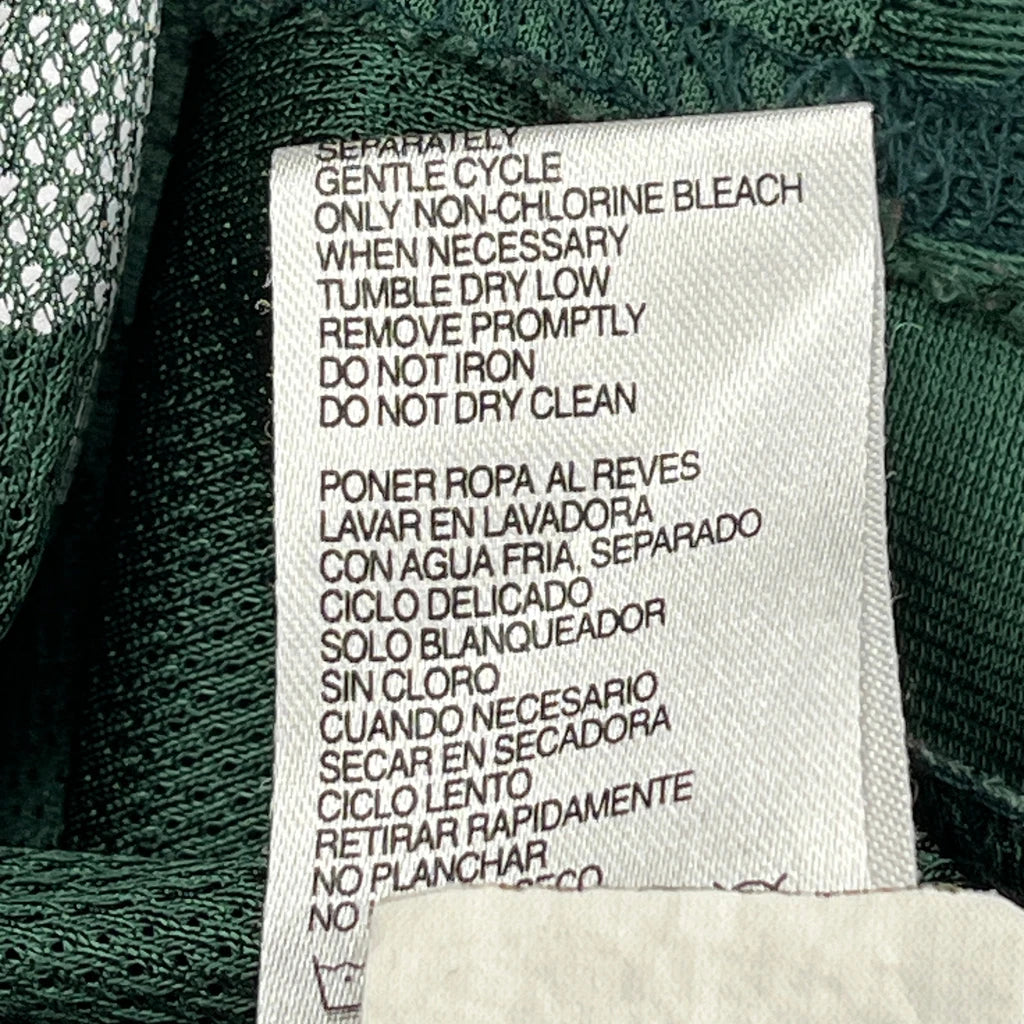 SEPARATELY
GENTLE CYCLE
ONLY NON-CHLORINE BLEACH
WHEN NECESSARY
TUMBLE DRY LOW
REMOVE PROMPTLY
DO NOT IRON
DO NOT DRY CLEAN
PONER ROPA AL REVES
LAVAR EN LAVADORA
CON AGUA FRIA, SEPARADO
CICLO DELICADO
SOLO BLANQUEADOR
SIN CLORO
CUANDO NECESARIO
SECAR EN SECADORA
CICLO LENTO
RETIRAR RAPIDAMENTE
NO PLANCHAR
NO